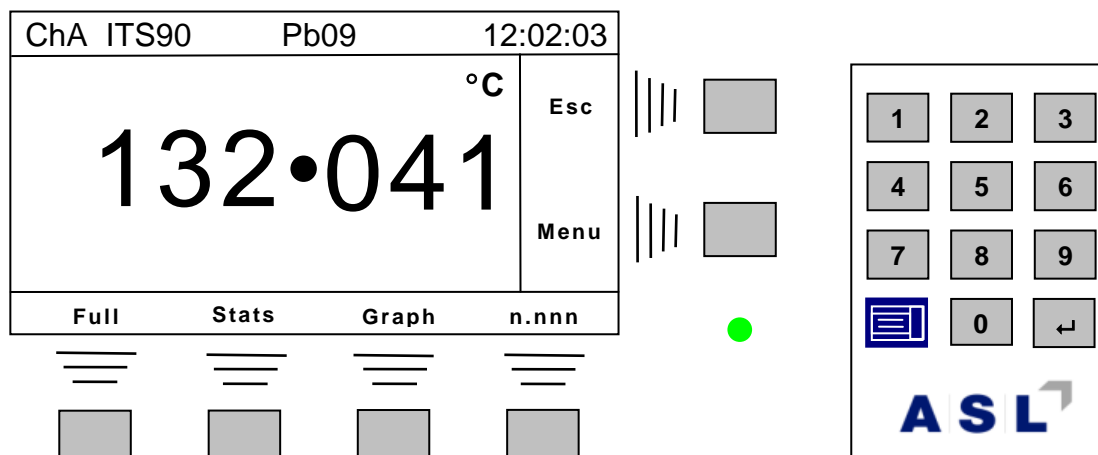 ChA ITS90 Pb09 12:02:03
°C
132•041
Esc
Menu
Full Stats Graph n.nnn
1 2 3
4 5 6
7 8 9
0 ↵
ASL